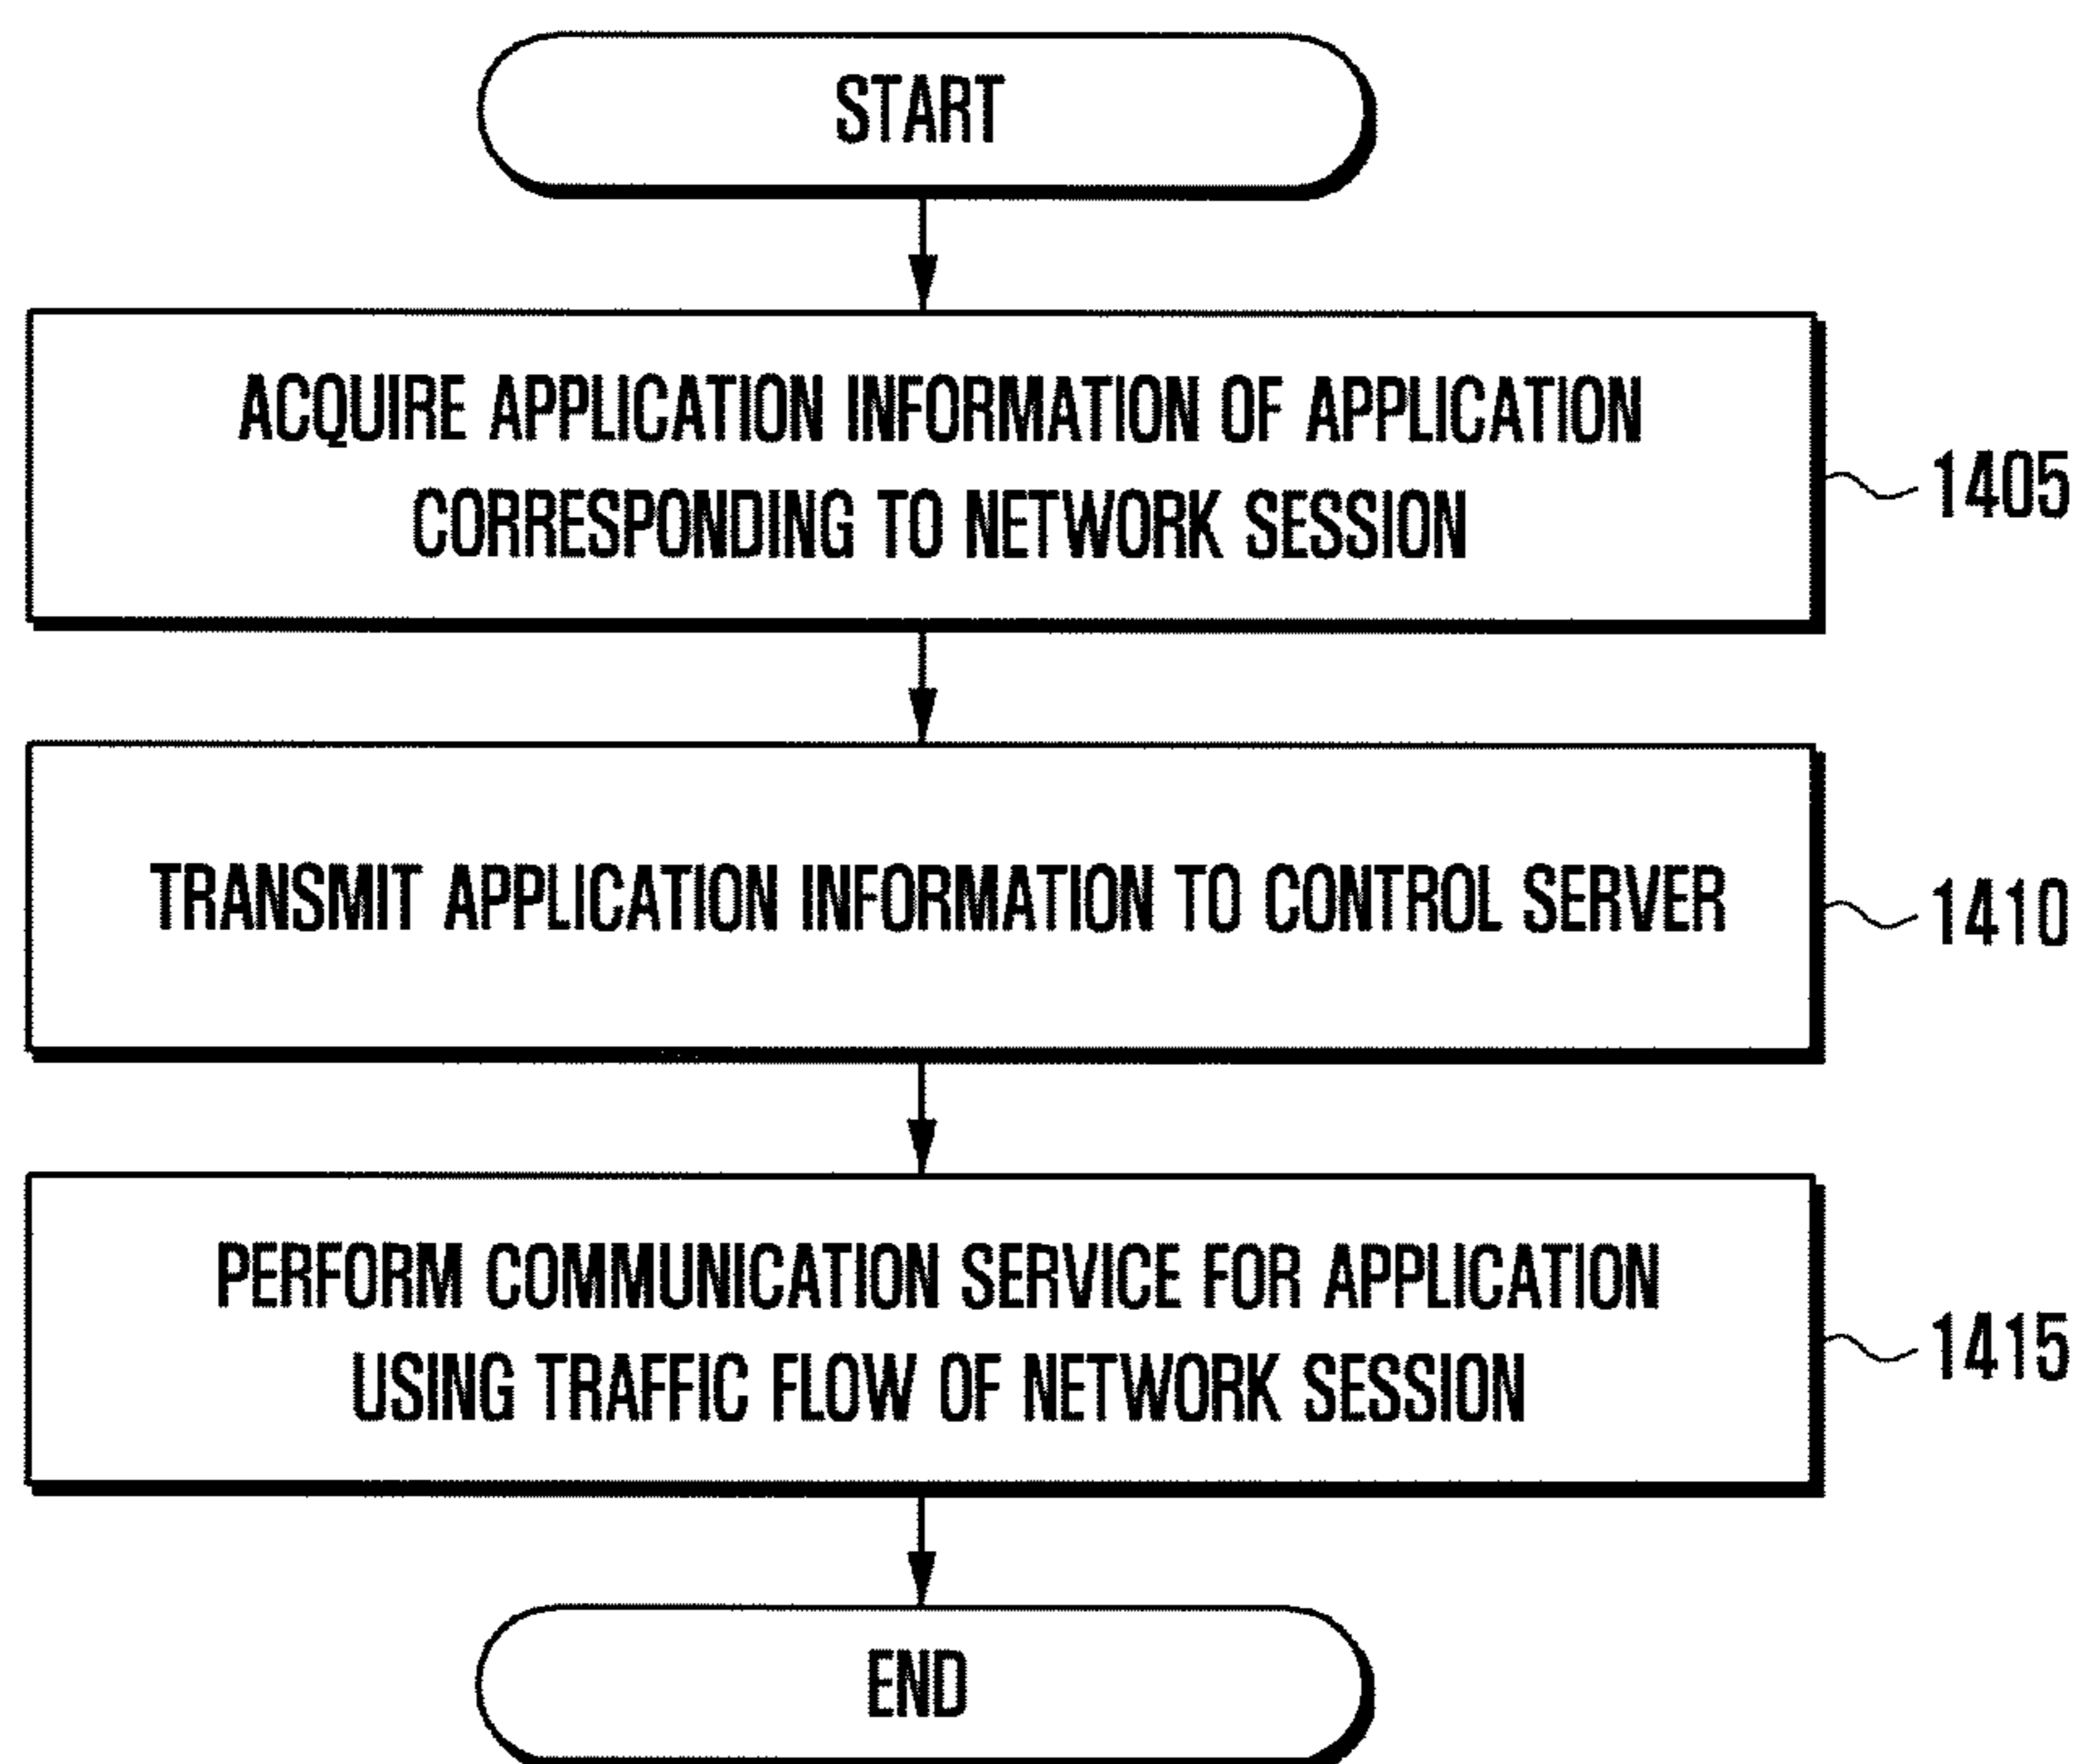 START
ACQUIRE APPLICATION INFORMATION OF APPLICATION
CORRESPONDING TO NETWORK SESSION
1405
TRANSMIT APPLICATION INFORMATION TO CONTROL SERVER
1410
PERFORM COMMUNICATION SERVICE FOR APPLICATION
USING TRAFFIC FLOW OF NETWORK SESSION
1415
END